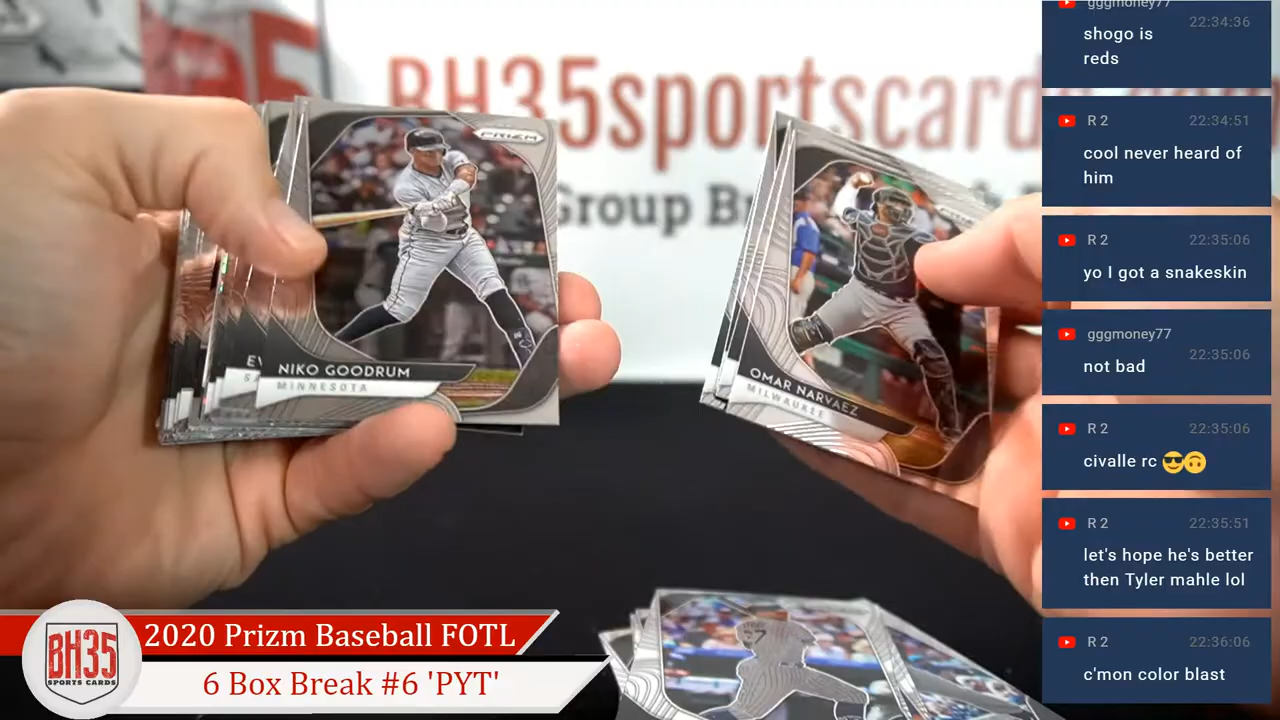 BH35sportscards
Group
PRIZM
NIKO GOODRUM
MINNESOTA
EV
OMAR NARVAEZ
MILWAUKEE
BH35
SPORTS CARDS
2020 Prizm Baseball FOTL
6 Box Break #6 'PYT'
gggmoney77
22:34:36
shogo is
reds
R 2
22:34:51
cool never heard of
him
R 2
22:35:06
yo I got a snakeskin
gggmoney77
22:35:06
not bad
R 2
22:35:06
civalle rc 😎🙃
R 2
22:35:51
let's hope he's better
then Tyler mahle lol
R 2
22:36:06
c'mon color blast